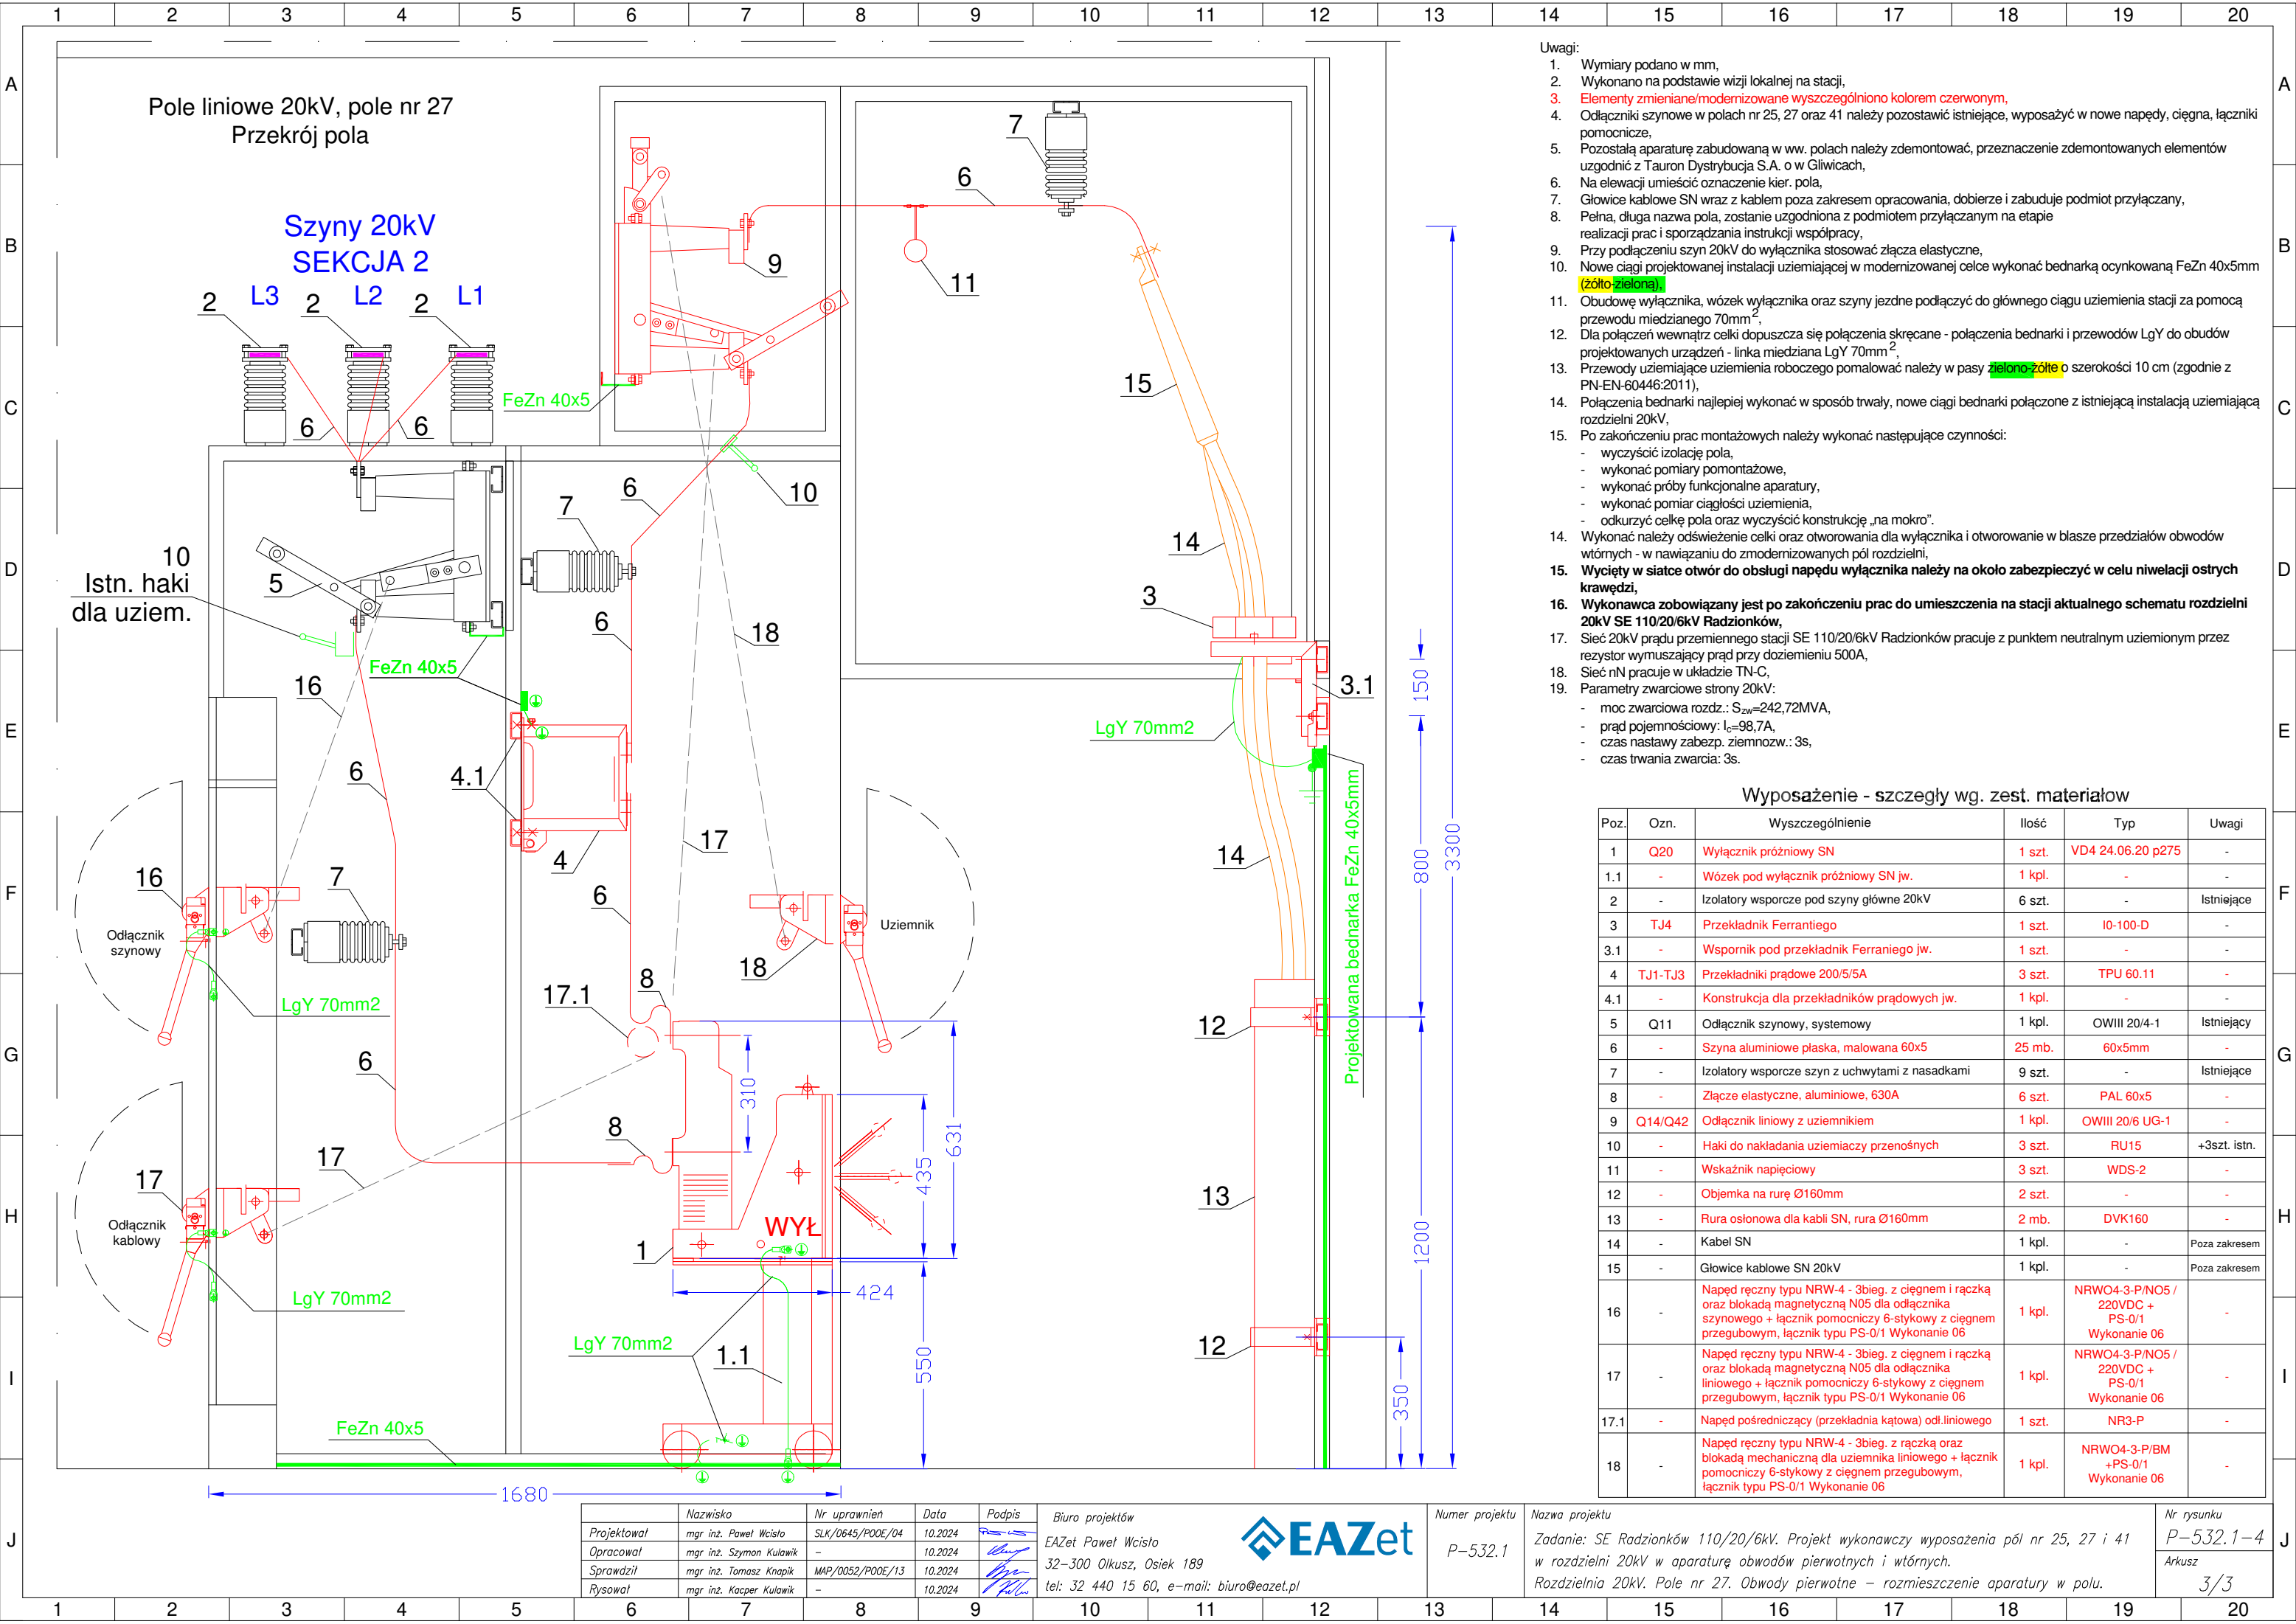 1 2 3 4 5 6 7 8 9 10 11 12 13 14 15 16 17 18 19 20
A
B
C
D
E
F
G
H
I
J
Pole liniowe 20kV, pole nr 27
Przekrój pola
Szyny 20kV
SEKCJA 2
2 L3 2 L2 2 L1
6 6
FeZn 40x5
7
6
9
11
15
10
6
7
10
Istn. haki
dla uziem.
5
14
3
6
18
FeZn 40x5
16
3.1
LgY 70mm2
6
4.1
4
17
14
16
7
6
Odłącznik
szynowy
Uziemnik
18
8
17.1
LgY 70mm2
12
6
310
631
435
8
17
17
Odłącznik
kablowy
WYŁ
1
13
424
LgY 70mm2
LgY 70mm2
1.1
550
12
FeZn 40x5
1680
150
800
3300
1200
350
Projektowana bednarka FeZn 40x5mm
Uwagi:
1. Wymiary podano w mm,
2. Wykonano na podstawie wizji lokalnej na stacji,
3. Elementy zmieniane/modernizowane wyszczególniono kolorem czerwonym,
4. Odłączniki szynowe w polach nr 25, 27 oraz 41 należy pozostawić istniejące, wyposażyć w nowe napędy, cięgna, łączniki
pomocnicze,
5. Pozostałą aparaturę zabudowaną w ww. polach należy zdemontować, przeznaczenie zdemontowanych elementów
uzgodnić z Tauron Dystrybucja S.A. o w Gliwicach,
6. Na elewacji umieścić oznaczenie kier. pola,
7. Głowice kablowe SN wraz z kablem poza zakresem opracowania, dobierze i zabuduje podmiot przyłączany,
8. Pełna, długa nazwa pola, zostanie uzgodniona z podmiotem przyłączanym na etapie
realizacji prac i sporządzania instrukcji współpracy,
9. Przy podłączeniu szyn 20kV do wyłącznika stosować złącza elastyczne,
10. Nowe ciągi projektowanej instalacji uziemiającej w modernizowanej celce wykonać bednarką ocynkowaną FeZn 40x5mm
(żółto-zieloną),
11. Obudowę wyłącznika, wózek wyłącznika oraz szyny jezdne podłączyć do głównego ciągu uziemienia stacji za pomocą
przewodu miedzianego 70mm²,
12. Dla połączeń wewnątrz celki dopuszcza się połączenia skręcane - połączenia bednarki i przewodów LgY do obudów
projektowanych urządzeń - linka miedziana LgY 70mm²,
13. Przewody uziemiające uziemienia roboczego pomalować należy w pasy zielono-żółte o szerokości 10 cm (zgodnie z
PN-EN-60446:2011),
14. Połączenia bednarki najlepiej wykonać w sposób trwały, nowe ciągi bednarki połączone z istniejącą instalacją uziemiającą
rozdzielni 20kV,
15. Po zakończeniu prac montażowych należy wykonać następujące czynności:
- wyczyścić izolację pola,
- wykonać pomiary pomontażowe,
- wykonać próby funkcjonalne aparatury,
- wykonać pomiar ciągłości uziemienia,
- odkurzyć celkę pola oraz wyczyścić konstrukcję „na mokro”.
14. Wykonać należy odświeżenie celki oraz otworowania dla wyłącznika i otworowanie w blasze przedziałów obwodów
wtórnych - w nawiązaniu do zmodernizowanych pól rozdzielni,
15. Wycięty w siatce otwór do obsługi napędu wyłącznika należy na około zabezpieczyć w celu niwelacji ostrych
krawędzi,
16. Wykonawca zobowiązany jest po zakończeniu prac do umieszczenia na stacji aktualnego schematu rozdzielni
20kV SE 110/20/6kV Radzionków,
17. Sieć 20kV prądu przemiennego stacji SE 110/20/6kV Radzionków pracuje z punktem neutralnym uziemionym przez
rezystor wymuszający prąd przy doziemieniu 500A,
18. Sieć nN pracuje w układzie TN-C,
19. Parametry zwarciowe strony 20kV:
- moc zwarciowa rozdz.: Szw=242,72MVA,
- prąd pojemnościowy: Ic=98,7A,
- czas nastawy zabezp. ziemnozw.: 3s,
- czas trwania zwarcia: 3s.
Wyposażenie - szczegły wg. zest. materiałow
Poz. Ozn. Wyszczególnienie Ilość Typ Uwagi
1 Q20 Wyłącznik próżniowy SN 1 szt. VD4 24.06.20 p275 -
1.1 - Wózek pod wyłącznik próżniowy SN jw. 1 kpl. - -
2 - Izolatory wsporcze pod szyny główne 20kV 6 szt. - Istniejące
3 TJ4 Przekładnik Ferrantiego 1 szt. I0-100-D -
3.1 - Wspornik pod przekładnik Ferraniego jw. 1 szt. - -
4 TJ1-TJ3 Przekładniki prądowe 200/5/5A 3 szt. TPU 60.11 -
4.1 - Konstrukcja dla przekładników prądowych jw. 1 kpl. - -
5 Q11 Odłącznik szynowy, systemowy 1 kpl. OWIII 20/4-1 Istniejący
6 - Szyna aluminiowe płaska, malowana 60x5 25 mb. 60x5mm -
7 - Izolatory wsporcze szyn z uchwytami z nasadkami 9 szt. - Istniejące
8 - Złącze elastyczne, aluminiowe, 630A 6 szt. PAL 60x5 -
9 Q14/Q42 Odłącznik liniowy z uziemnikiem 1 kpl. OWIII 20/6 UG-1 -
10 - Haki do nakładania uziemiaczy przenośnych 3 szt. RU15 +3szt. istn.
11 - Wskaźnik napięciowy 3 szt. WDS-2 -
12 - Objemka na rurę Ø160mm 2 szt. - -
13 - Rura osłonowa dla kabli SN, rura Ø160mm 2 mb. DVK160 -
14 - Kabel SN 1 kpl. - Poza zakresem
15 - Głowice kablowe SN 20kV 1 kpl. - Poza zakresem
16 - Napęd ręczny typu NRW-4 - 3bieg. z cięgnem i rączką
oraz blokadą magnetyczną N05 dla odłącznika
szynowego + łącznik pomocniczy 6-stykowy z cięgnem
przegubowym, łącznik typu PS-0/1 Wykonanie 06 1 kpl. NRWO4-3-P/NO5 /
220VDC +
PS-0/1
Wykonanie 06 -
17 - Napęd ręczny typu NRW-4 - 3bieg. z cięgnem i rączką
oraz blokadą magnetyczną N05 dla odłącznika
liniowego + łącznik pomocniczy 6-stykowy z cięgnem
przegubowym, łącznik typu PS-0/1 Wykonanie 06 1 kpl. NRWO4-3-P/NO5 /
220VDC +
PS-0/1
Wykonanie 06 -
17.1 - Napęd pośredniczący (przekładnia kątowa) odł.liniowego 1 szt. NR3-P -
18 - Napęd ręczny typu NRW-4 - 3bieg. z rączką oraz
blokadą mechaniczną dla uziemnika liniowego + łącznik
pomocniczy 6-stykowy z cięgnem przegubowym,
łącznik typu PS-0/1 Wykonanie 06 1 kpl. NRWO4-3-P/BM
+PS-0/1
Wykonanie 06 -
Nazwisko Nr uprawnień Data Podpis
Projektował mgr inż. Paweł Wcisło SLK/0645/POOE/04 10.2024
Opracował mgr inż. Szymon Kulawik - 10.2024
Sprawdził mgr inż. Tomasz Knapik MAP/0052/POOE/13 10.2024
Rysował mgr inż. Kacper Kulawik - 10.2024
Biuro projektów
EAZet Paweł Wcisło
32-300 Olkusz, Osiek 189
tel: 32 440 15 60, e-mail: biuro@eazet.pl
EAZet
Numer projektu
P-532.1
Nazwa projektu
Zadanie: SE Radzionków 110/20/6kV. Projekt wykonawczy wyposażenia pól nr 25, 27 i 41
w rozdzielni 20kV w aparaturę obwodów pierwotnych i wtórnych.
Rozdzielnia 20kV. Pole nr 27. Obwody pierwotne – rozmieszczenie aparatury w polu.
Nr rysunku
P-532.1-4
Arkusz
3/3
1 2 3 4 5 6 7 8 9 10 11 12 13 14 15 16 17 18 19 20